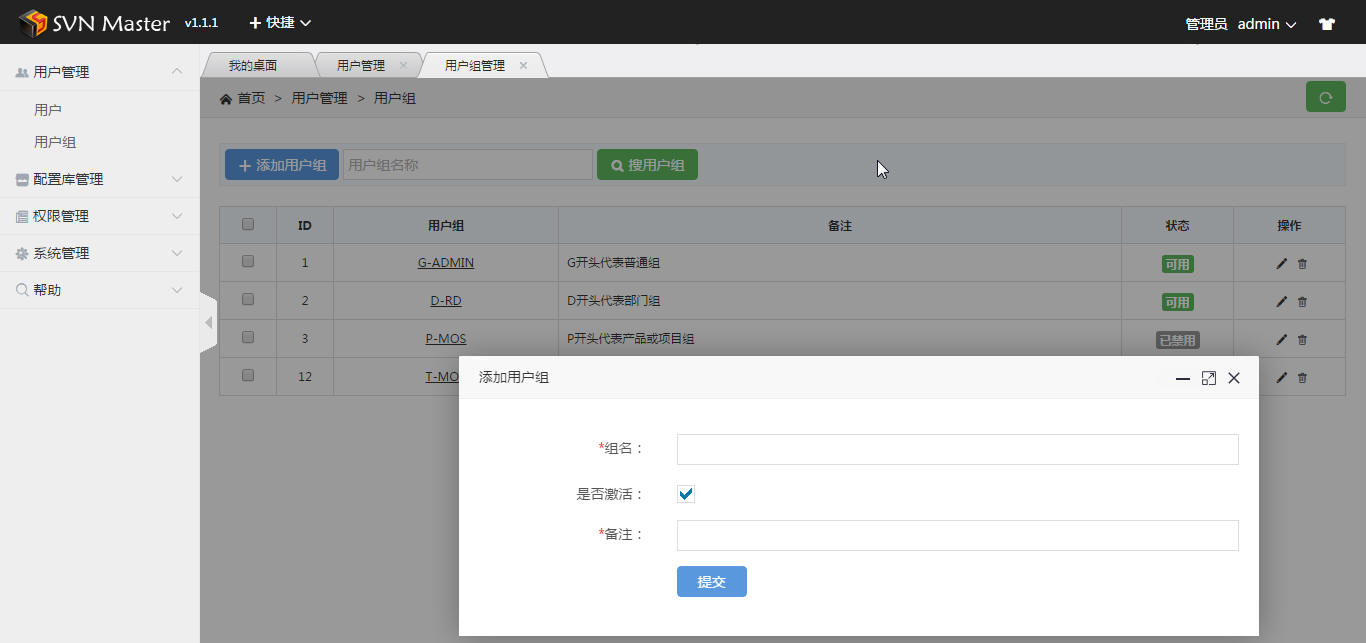 SVN Master v1.1.1 快捷 管理员 admin
我的桌面 用户管理 用户组管理
首页 > 用户管理 > 用户组
用户管理
用户
用户组
配置库管理
权限管理
系统管理
帮助
添加用户组 用户组名称 搜用户组
ID 用户组 备注 状态 操作
1 G-ADMIN G开头代表普通组 可用
2 D-RD D开头代表部门组 可用
3 P-MOS P开头代表产品或项目组 已禁用
12 T-MO
添加用户组
*组名：
是否激活：
*备注：
提交